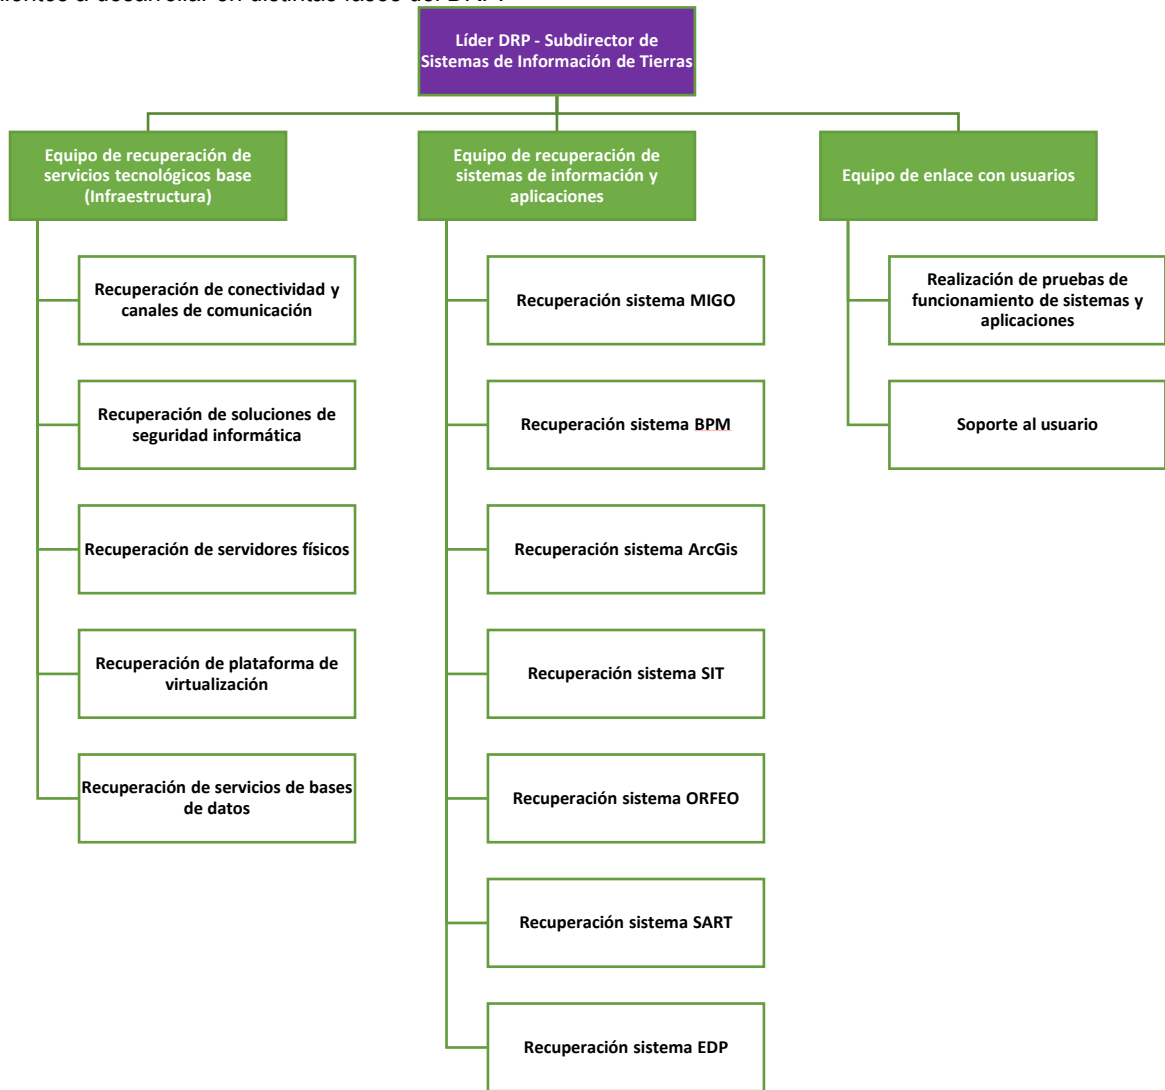 Líder DRP - Subdirector de
Sistemas de Información de Tierras
Equipo de recuperación de
servicios tecnológicos base
(Infraestructura)
Recuperación de conectividad y
canales de comunicación
Recuperación de soluciones de
seguridad informática
Recuperación de servidores físicos
Recuperación de plataforma de
virtualización
Recuperación de servicios de bases
de datos
Equipo de recuperación de
sistemas de información y
aplicaciones
Recuperación sistema MIGO
Recuperación sistema BPM
Recuperación sistema ArcGis
Recuperación sistema SIT
Recuperación sistema ORFEO
Recuperación sistema SART
Recuperación sistema EDP
Equipo de enlace con usuarios
Realización de pruebas de
funcionamiento de sistemas y
aplicaciones
Soporte al usuario